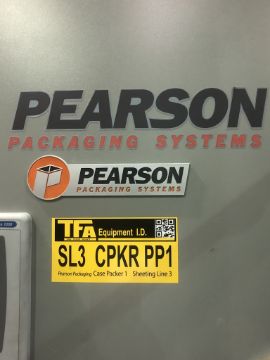 PEARSON
PACKAGING SYSTEMS
PEARSON
PACKAGING SYSTEMS
TFA Equipment I.D.
SL3 CPKR PP1
Pearson Packaging Case Packer 1 Sheeting Line 3